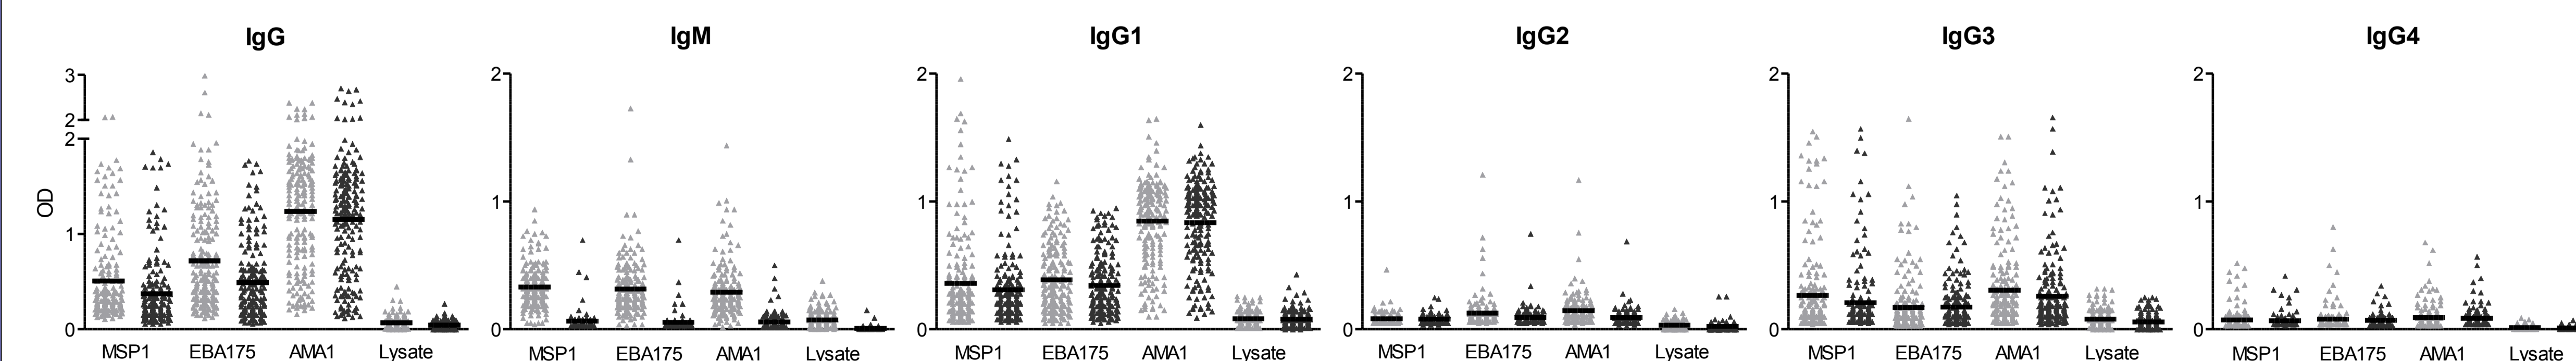 IgG IgM IgG1 IgG2 IgG3 IgG4
3 2 2 1 0 OD
2 1 0
2 1 0
2 1 0
2 1 0
2 1 0
MSP1 EBA175 AMA1 Lysate MSP1 EBA175 AMA1 Lysate MSP1 EBA175 AMA1 Lysate MSP1 EBA175 AMA1 Lysate MSP1 EBA175 AMA1 Lysate MSP1 EBA175 AMA1 Lysate